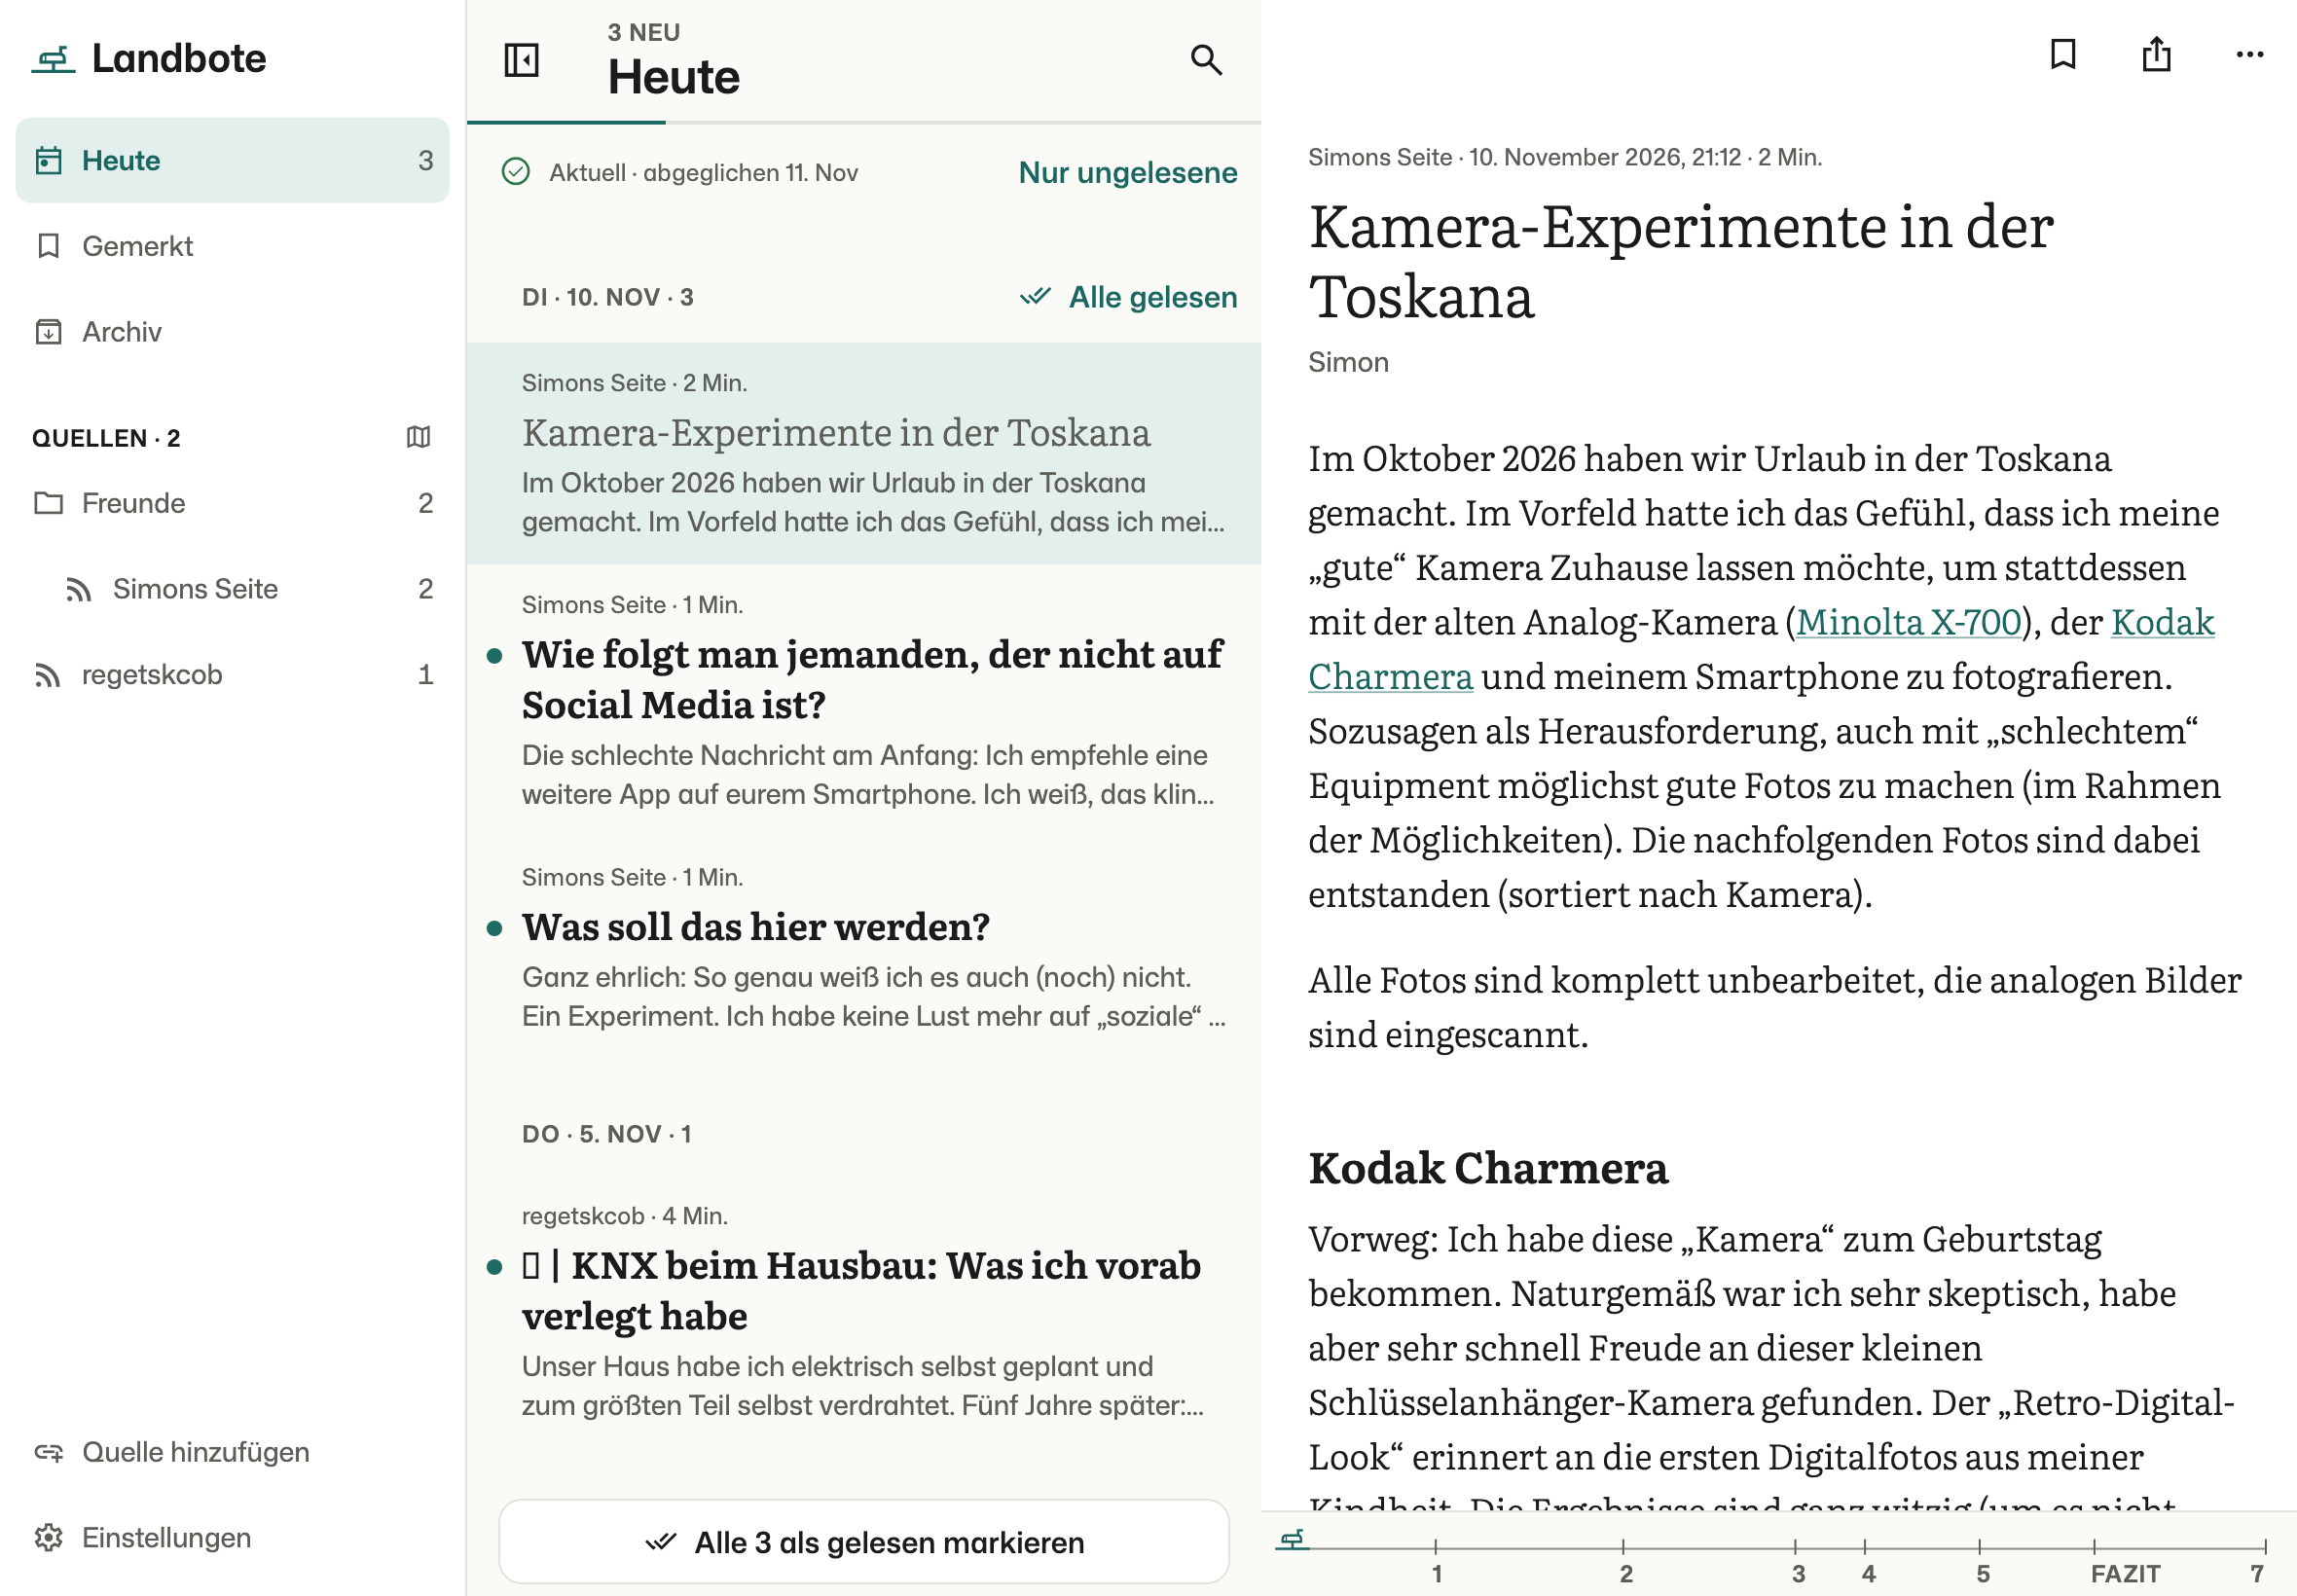 Landbote
Heute 3
Gemerkt
Archiv
QUELLEN · 2
Freunde 2
Simons Seite 2
regetskcob 1
Quelle hinzufügen
Einstellungen
3 NEU
Heute
Aktuell · abgeglichen 11. Nov
Nur ungelesene
DI · 10. NOV · 3
Alle gelesen
Simons Seite · 2 Min.
Kamera-Experimente in der Toskana
Im Oktober 2026 haben wir Urlaub in der Toskana
gemacht. Im Vorfeld hatte ich das Gefühl, dass ich mei...
Simons Seite · 1 Min.
Wie folgt man jemanden, der nicht auf
Social Media ist?
Die schlechte Nachricht am Anfang: Ich empfehle eine
weitere App auf eurem Smartphone. Ich weiß, das klin...
Simons Seite · 1 Min.
Was soll das hier werden?
Ganz ehrlich: So genau weiß ich es auch (noch) nicht.
Ein Experiment. Ich habe keine Lust mehr auf „soziale“ ...
DO · 5. NOV · 1
regetskcob · 4 Min.
| KNX beim Hausbau: Was ich vorab
verlegt habe
Unser Haus habe ich elektrisch selbst geplant und
zum größten Teil selbst verdrahtet. Fünf Jahre später:...
Alle 3 als gelesen markieren
Simons Seite · 10. November 2026, 21:12 · 2 Min.
Kamera-Experimente in der
Toskana
Simon
Im Oktober 2026 haben wir Urlaub in der Toskana
gemacht. Im Vorfeld hatte ich das Gefühl, dass ich meine
„gute“ Kamera Zuhause lassen möchte, um stattdessen
mit der alten Analog-Kamera (Minolta X-700), der Kodak
Charmera und meinem Smartphone zu fotografieren.
Sozusagen als Herausforderung, auch mit „schlechtem“
Equipment möglichst gute Fotos zu machen (im Rahmen
der Möglichkeiten). Die nachfolgenden Fotos sind dabei
entstanden (sortiert nach Kamera).
Alle Fotos sind komplett unbearbeitet, die analogen Bilder
sind eingescannt.
Kodak Charmera
Vorweg: Ich habe diese „Kamera“ zum Geburtstag
bekommen. Naturgemäß war ich sehr skeptisch, habe
aber sehr schnell Freude an dieser kleinen
Schlüsselanhänger-Kamera gefunden. Der „Retro-Digital-
Look“ erinnert an die ersten Digitalfotos aus meiner
Kindheit. Die Ergebnisse sind ganz witzig (um es nicht
1 2 3 4 5 FAZIT 7